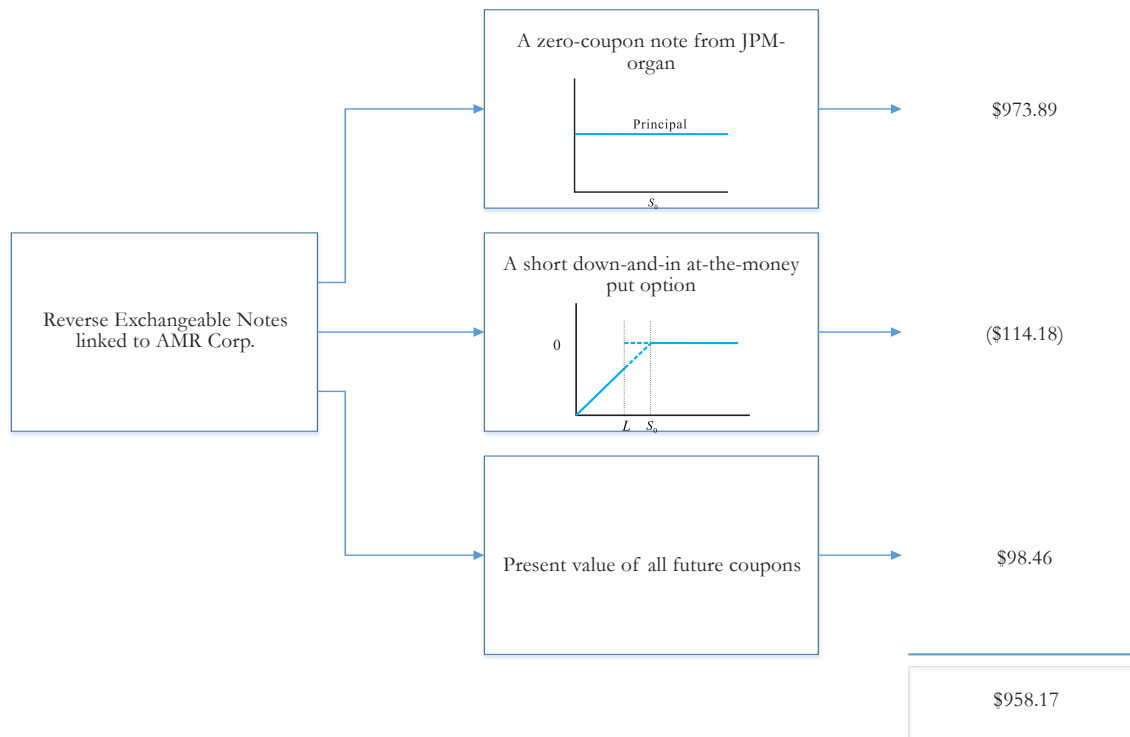 A zero-coupon note from JPM-
organ
Principal
S₀
$973.89
Reverse Exchangeable Notes
linked to AMR Corp.
A short down-and-in at-the-money
put option
0
L
S₀
($114.18)
Present value of all future coupons
$98.46
$958.17